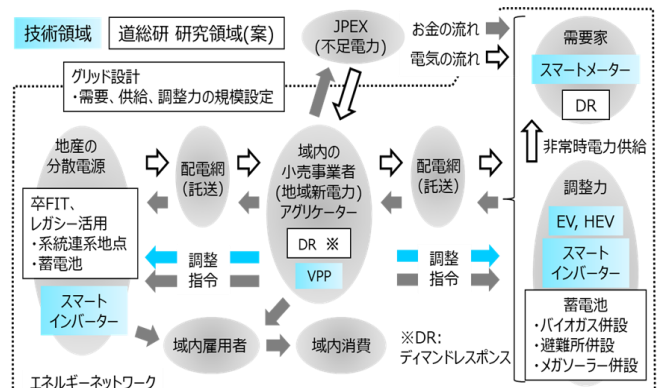 技術領域
道総研 研究領域(案)
JPEX
(不足電力)
お金の流れ
電気の流れ
需要家
スマートメーター
DR
グリッド設計
・需要、供給、調整力の規模設定
非常時電力供給
地産の
分散電源
配電網
(託送)
域内の
小売事業者
(地域新電力)
アグリケーター
配電網
(託送)
調整力
卒FIT、
レガシー活用
・系統連系地点
・蓄電池
DR ※
VPP
調整
指令
調整
指令
EV, HEV
スマート
インバーター
スマート
インバーター
蓄電池
・バイオガス併設
・避難所併設
・メガソーラー併設
域内雇用者
域内消費
※DR:
ディマンドレスポンス
エネルギーネットワーク